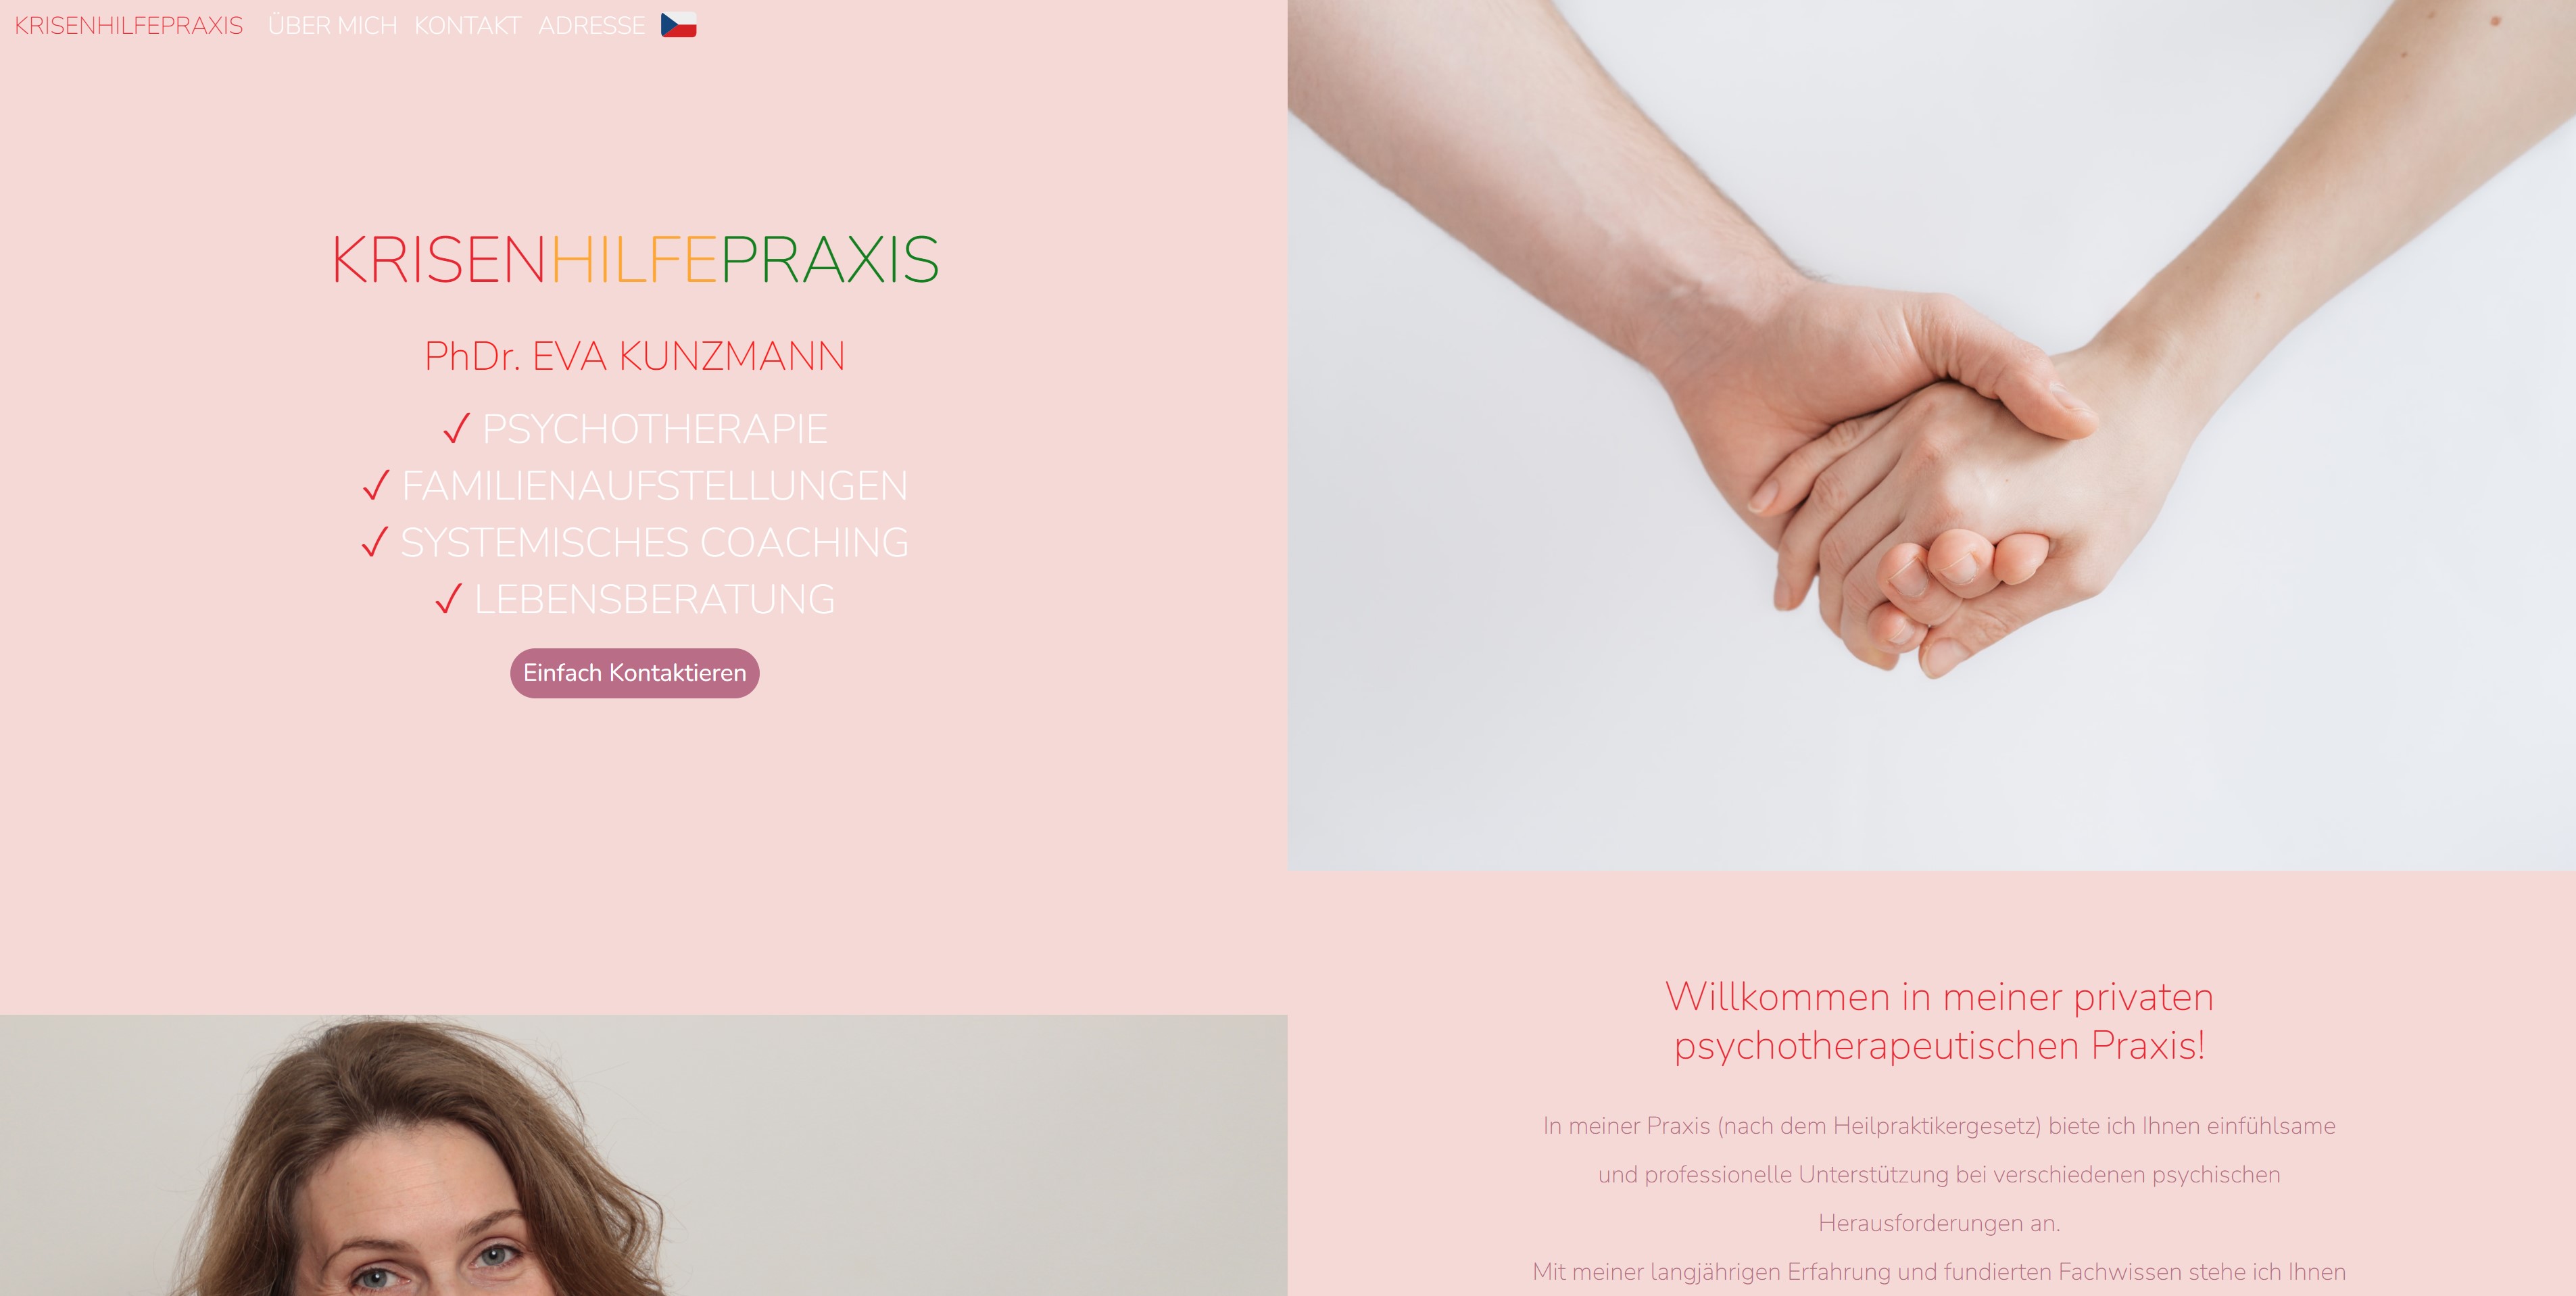 KRISENHILFEPRAXIS ÜBER MICH KONTAKT ADRESSE
KRISENHILFEPRAXIS
PhDr. EVA KUNZMANN
✓ PSYCHOTHERAPIE
✓ FAMILIENAUFSTELLUNGEN
✓ SYSTEMISCHES COACHING
✓ LEBENSBERATUNG
Einfach Kontaktieren
Willkommen in meiner privaten
psychotherapeutischen Praxis!
In meiner Praxis (nach dem Heilpraktikergesetz) biete ich Ihnen einfühlsame
und professionelle Unterstützung bei verschiedenen psychischen
Herausforderungen an.
Mit meiner langjährigen Erfahrung und fundierten Fachwissen stehe ich Ihnen